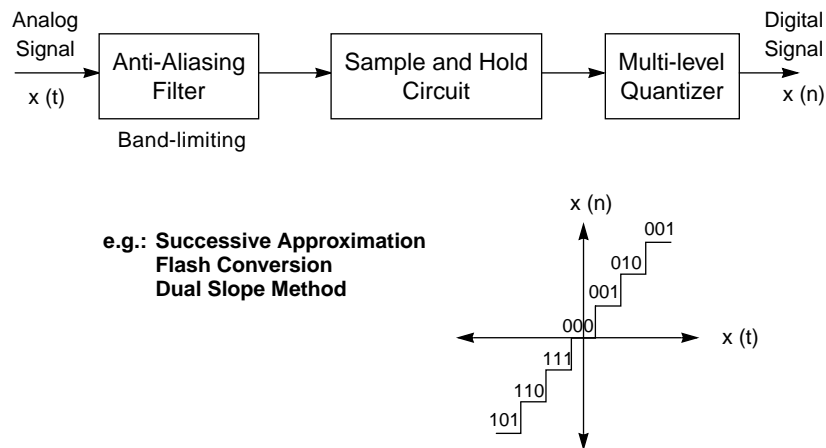 Analog
Signal
x (t)
Anti-Aliasing
Filter
Band-limiting
Sample and Hold
Circuit
Multi-level
Quantizer
Digital
Signal
x (n)
e.g.: Successive Approximation
Flash Conversion
Dual Slope Method
x (n)
001
010
001
000
x (t)
111
110
101